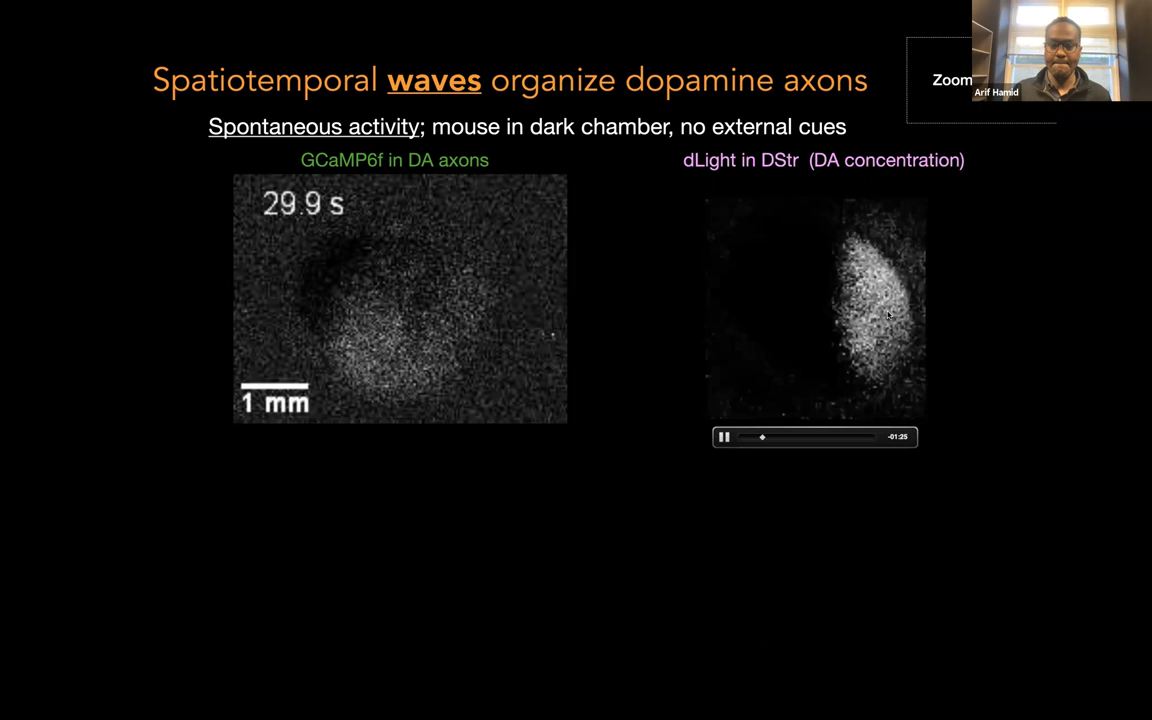 Spatiotemporal waves organize dopamine axons
Zoom
Arif Hamid
Spontaneous activity; mouse in dark chamber, no external cues
GCaMP6f in DA axons
dLight in DStr (DA concentration)
29.9 s
1 mm
-01:25